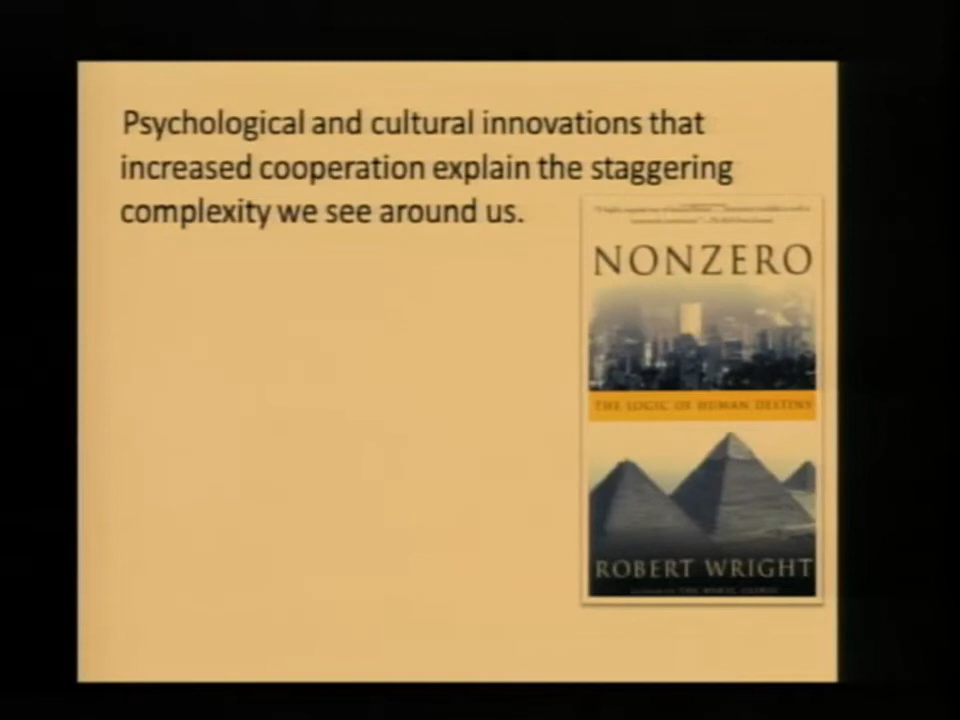 Psychological and cultural innovations that
increased cooperation explain the staggering
complexity we see around us.
NONZERO
THE LOGIC OF HUMAN DESTINY
ROBERT WRIGHT